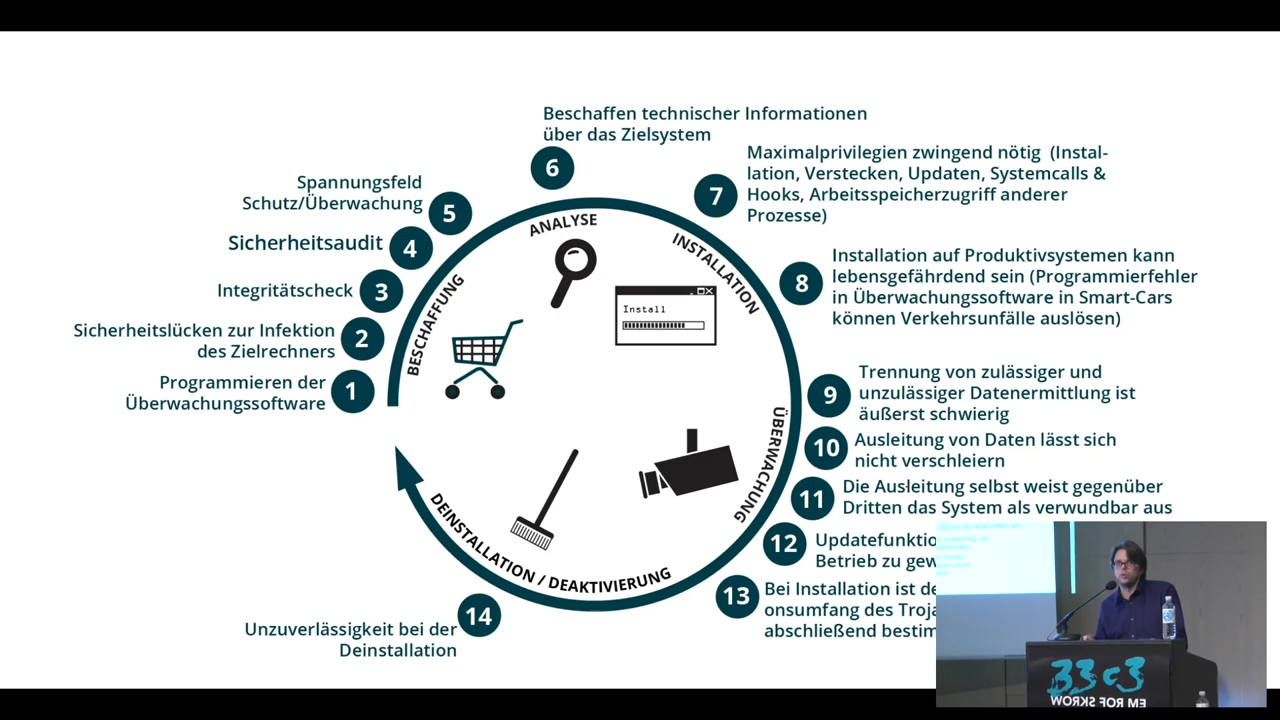 Beschaffen technischer Informationen
über das Zielsystem
6
Maximalprivilegien zwingend nötig (Instal-
lation, Verstecken, Updaten, Systemcalls &
Hooks, Arbeitsspeicherzugriff anderer
Prozesse)
7
Spannungsfeld
Schutz/Überwachung
5
Sicherheitsaudit
4
Integritätscheck
3
Sicherheitslücken zur Infektion
des Zielrechners
2
Programmieren der
Überwachungssoftware
1
BESCHAFFUNG
ANALYSE
INSTALLATION
Install
ÜBERWACHUNG
DEINSTALLATION / DEAKTIVIERUNG
8
Installation auf Produktivsystemen kann
lebensgefährdend sein (Programmierfehler
in Überwachungssoftware in Smart-Cars
können Verkehrsunfälle auslösen)
9
Trennung von zulässiger und
unzulässiger Datenermittlung ist
äußerst schwierig
10
Ausleitung von Daten lässt sich
nicht verschleiern
11
Die Ausleitung selbst weist gegenüber
Dritten das System als verwundbar aus
12
Updatefunktio
Betrieb zu gew
13
Bei Installation ist de
onsumfang des Troja
abschließend bestim
14
Unzuverlässigkeit bei der
Deinstallation
33c3
WORKS FOR ME